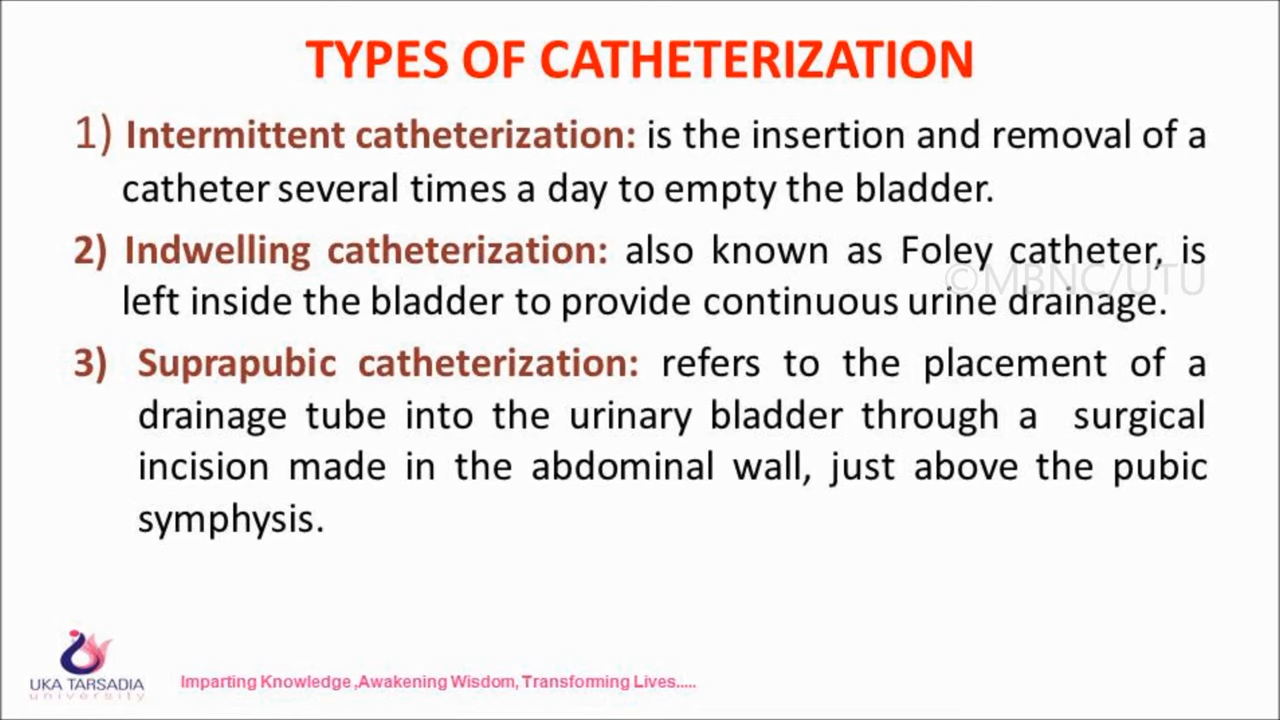 TYPES OF CATHETERIZATION
1) Intermittent catheterization: is the insertion and removal of a
catheter several times a day to empty the bladder.
2) Indwelling catheterization: also known as Foley catheter, is
©MBNC/UTU
left inside the bladder to provide continuous urine drainage.
3) Suprapubic catheterization: refers to the placement of a
drainage tube into the urinary bladder through a surgical
incision made in the abdominal wall, just above the pubic
symphysis.
UKA TARSADIA
university
Imparting Knowledge ,Awakening Wisdom, Transforming Lives.....